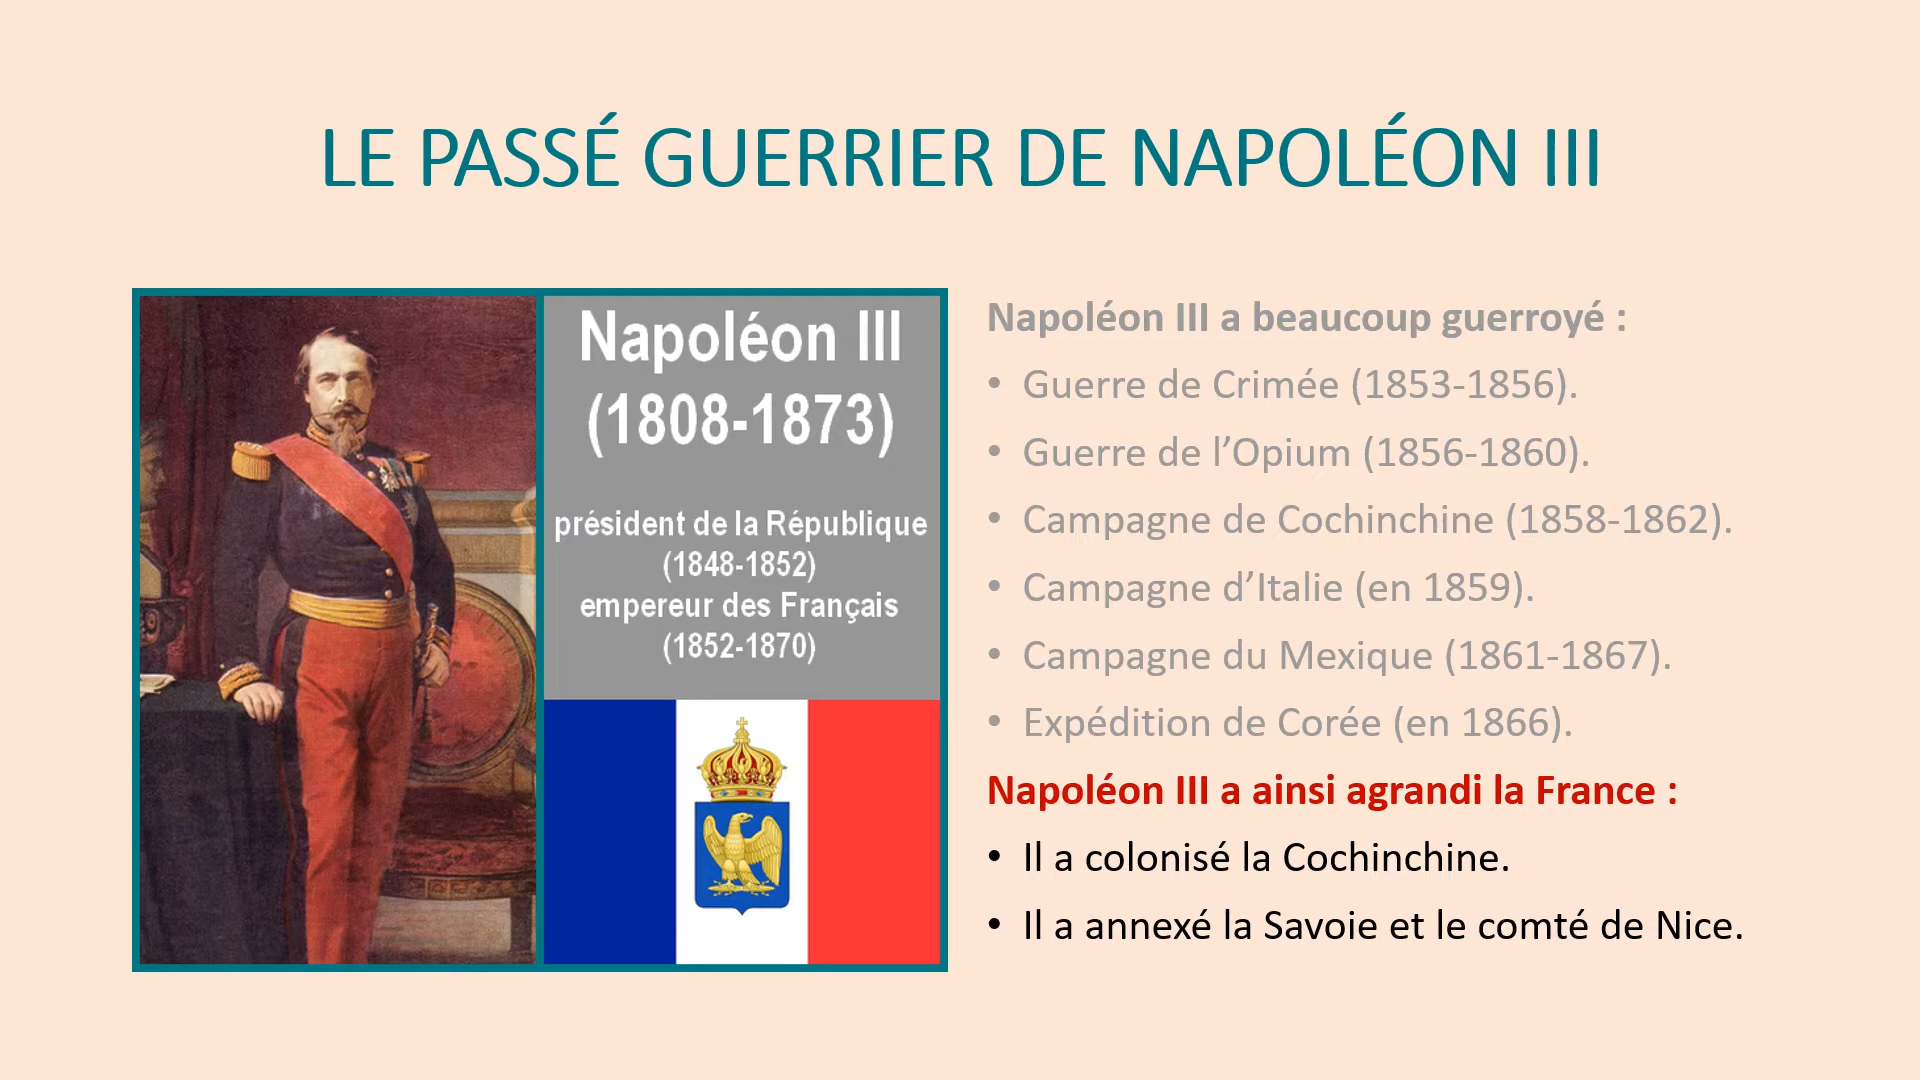 LE PASSÉ GUERRIER DE NAPOLÉON III
Napoléon III
(1808-1873)
président de la République
(1848-1852)
empereur des Français
(1852-1870)
Napoléon III a beaucoup guerroyé :
• Guerre de Crimée (1853-1856).
• Guerre de l’Opium (1856-1860).
• Campagne de Cochinchine (1858-1862).
• Campagne d’Italie (en 1859).
• Campagne du Mexique (1861-1867).
• Expédition de Corée (en 1866).
Napoléon III a ainsi agrandi la France :
• Il a colonisé la Cochinchine.
• Il a annexé la Savoie et le comté de Nice.